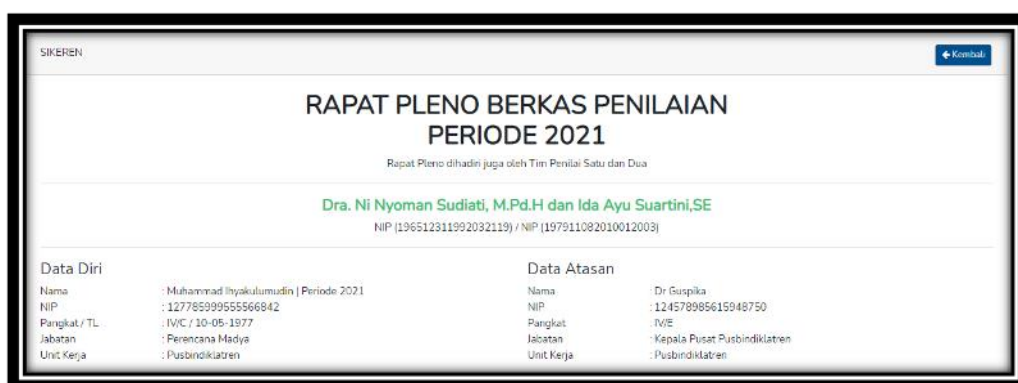 SIKEREN
← Kembali
RAPAT PLENO BERKAS PENILAIAN
PERIODE 2021
Rapat Pleno dihadiri juga oleh Tim Penilai Satu dan Dua
Dra. Ni Nyoman Sudiati, M.Pd.H dan Ida Ayu Suartini,SE
NIP (196512311992032119) / NIP (197911082010012003)
Data Diri
Nama : Muhammad Ihyakulumudin | Periode 2021
NIP : 127785999555566842
Pangkat / TL : IV/C / 10-05-1977
Jabatan : Perencana Madya
Unit Kerja : Pusbindiklatren
Data Atasan
Nama : Dr Guspika
NIP : 124578985615948750
Pangkat : IV/E
Jabatan : Kepala Pusat Pusbindiklatren
Unit Kerja : Pusbindiklatren